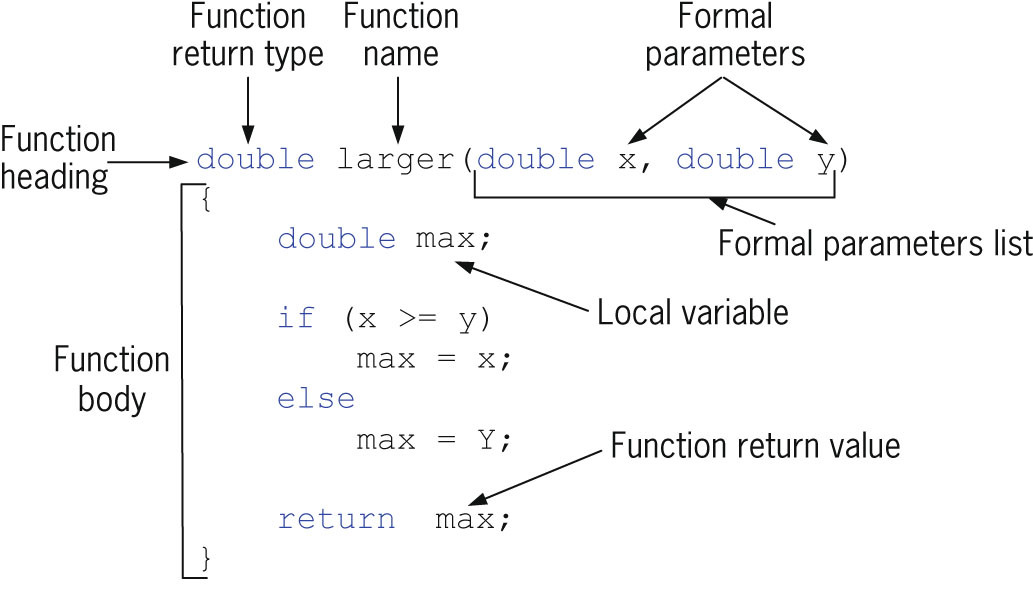 Function
return type
Function
name
Formal
parameters
Function
heading
double larger(double x, double y)
{
Formal parameters list
double max;
Local variable
if (x >= y)
max = x;
Function
body
else
max = Y;
Function return value
return max;
}